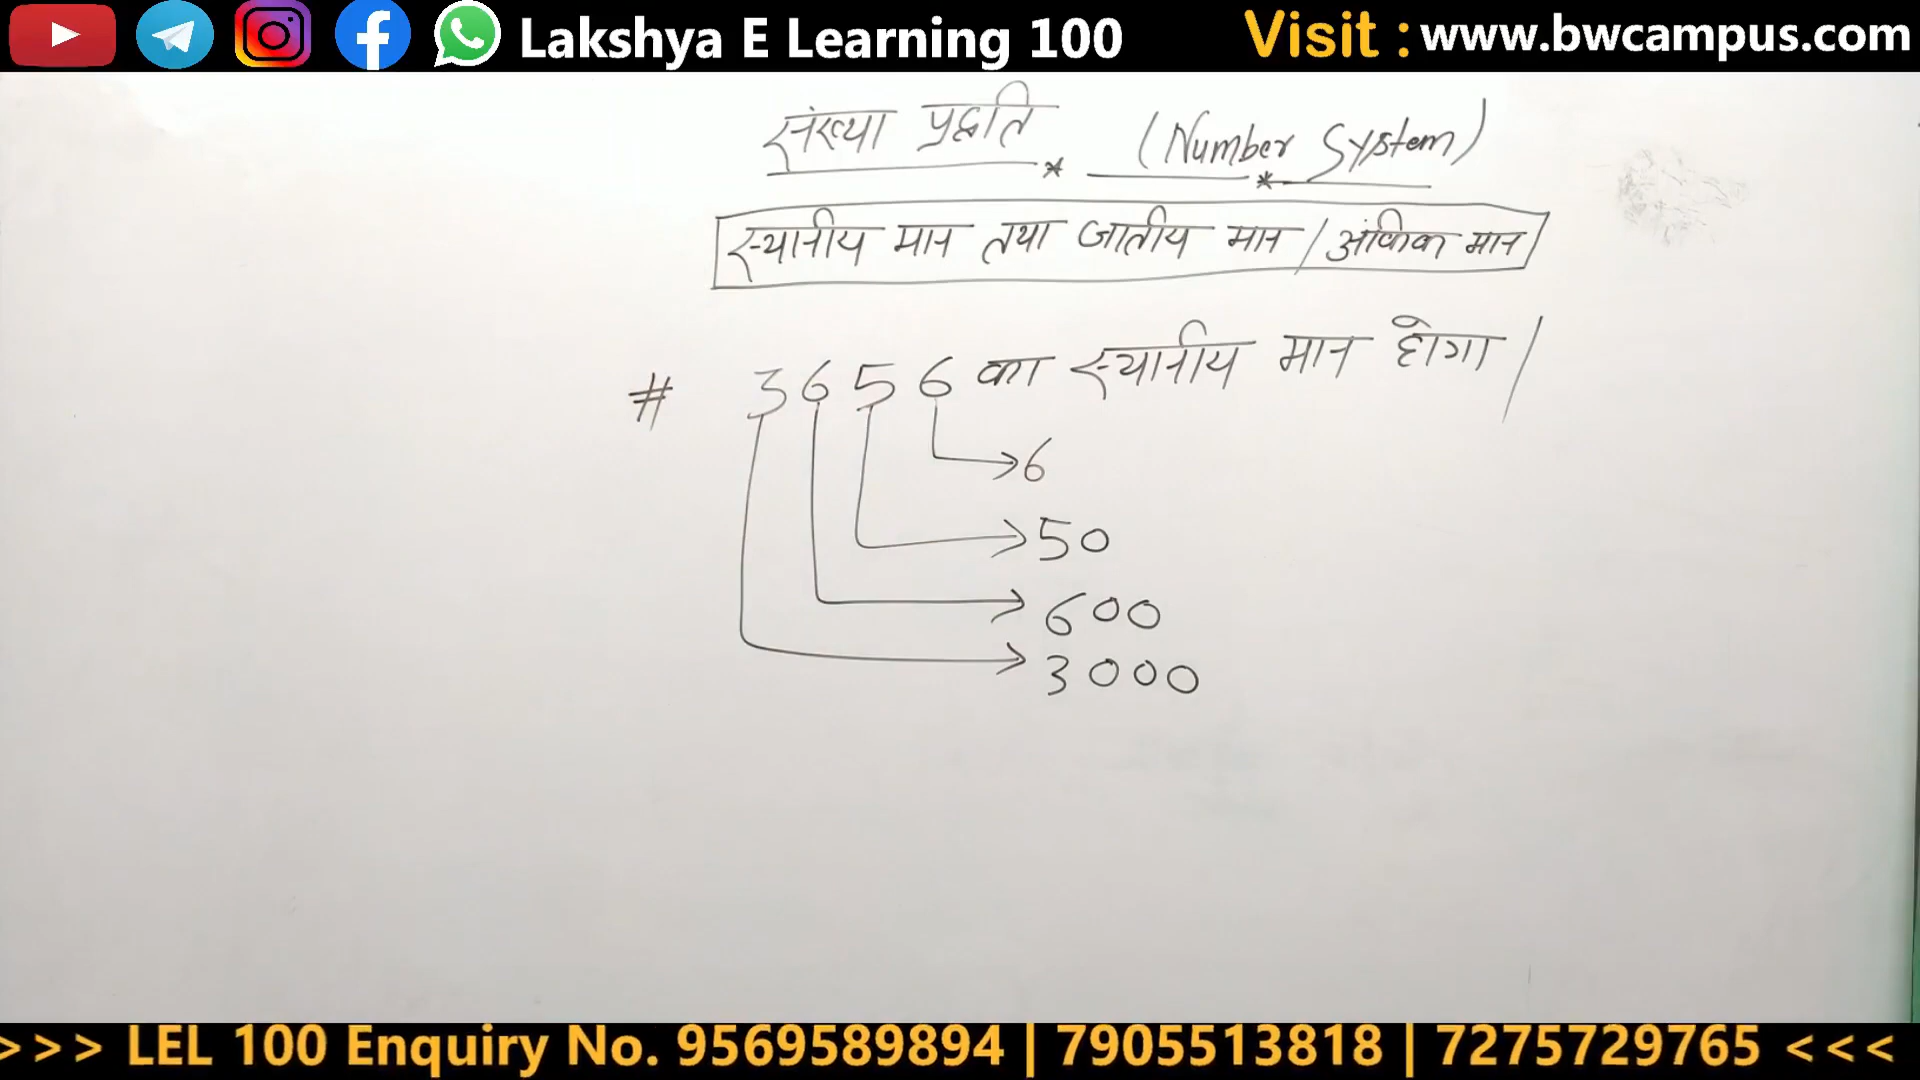 Lakshya E Learning 100 Visit : www.bwcampus.com
संख्या पद्धति (Number System)
स्थानीय मान तथा जातीय मान / आंकिक मान
# 3656 का स्थानीय मान होगा /
6
50
600
3000
>>> LEL 100 Enquiry No. 9569589894 | 7905513818 | 7275729765 <<<